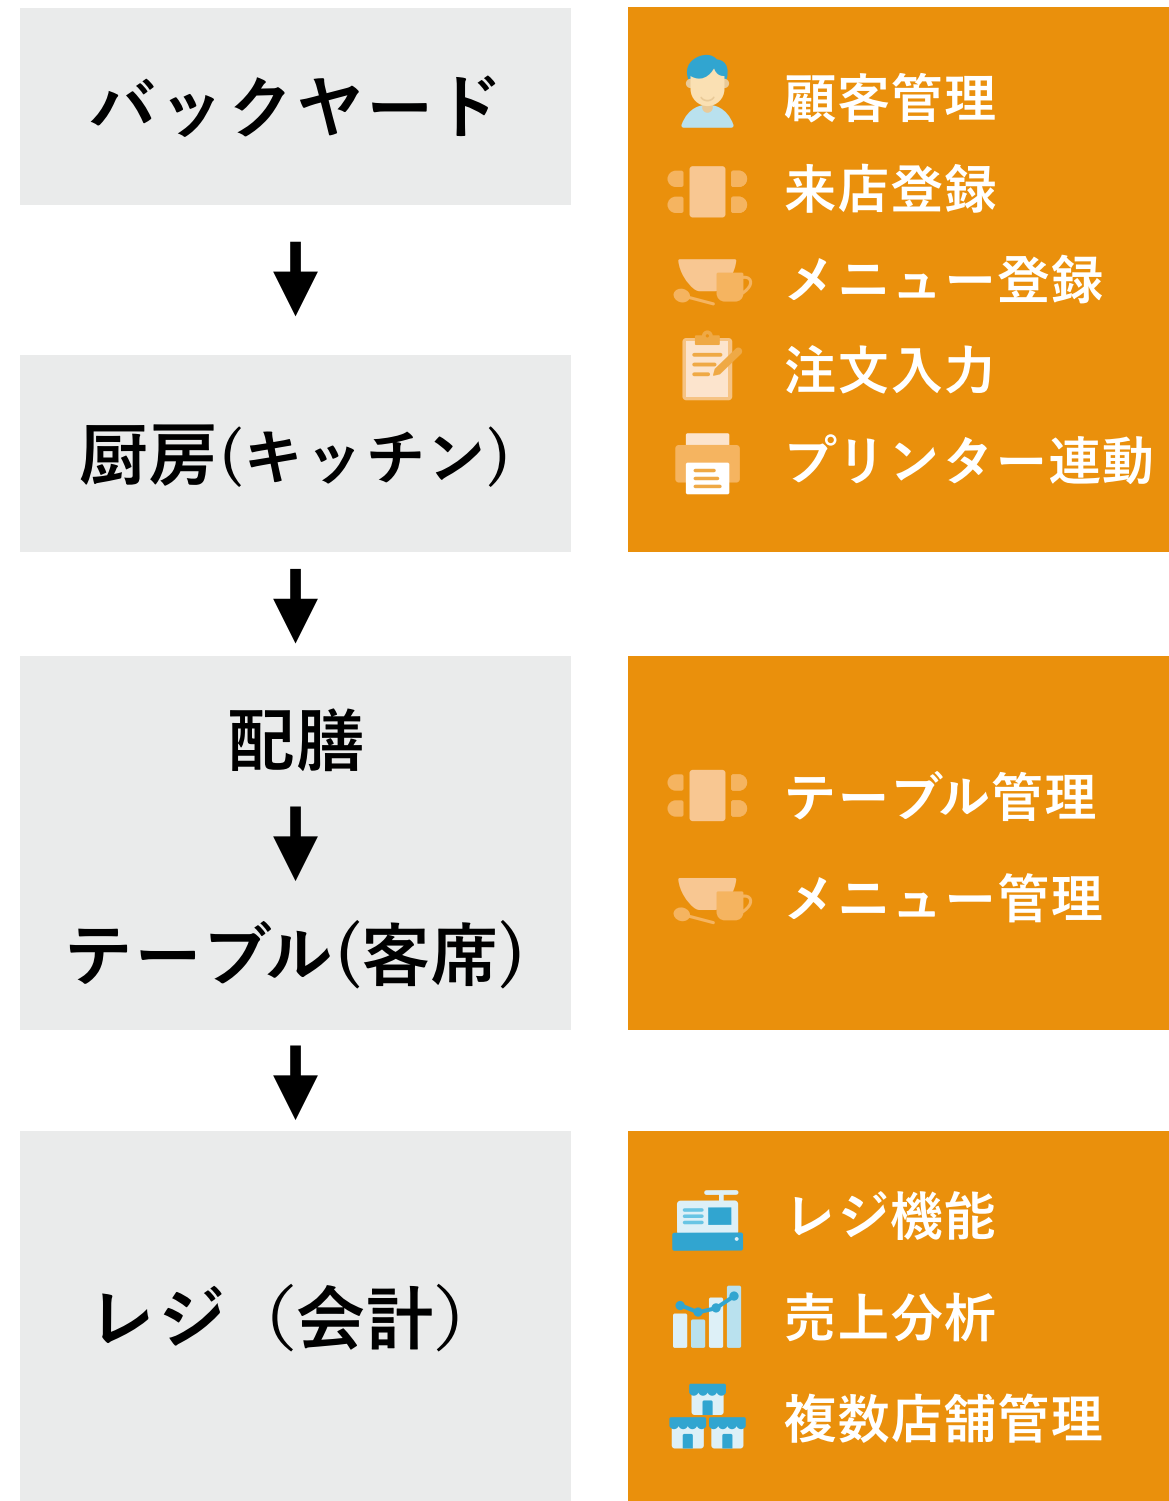 バックヤード
厨房(キッチン)
配膳
テーブル(客席)
レジ（会計）
顧客管理
来店登録
メニュー登録
注文入力
プリンター連動
テーブル管理
メニュー管理
レジ機能
売上分析
複数店舗管理